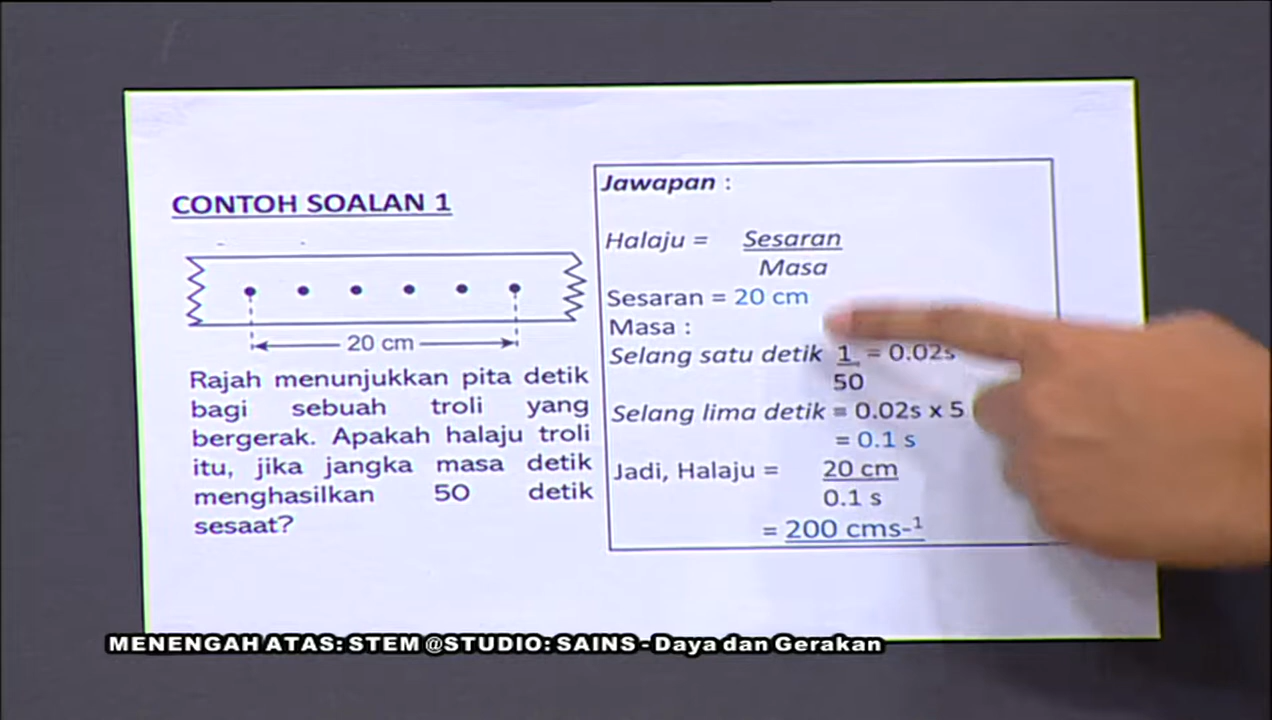 CONTOH SOALAN 1
20 cm
Rajah menunjukkan pita detik
bagi sebuah troli yang
bergerak. Apakah halaju troli
itu, jika jangka masa detik
menghasilkan 50 detik
sesaat?
Jawapan :
Halaju = Sesaran
Masa
Sesaran = 20 cm
Masa :
Selang satu detik 1 = 0.02s
50
Selang lima detik = 0.02s x 5
= 0.1 s
Jadi, Halaju = 20 cm
0.1 s
= 200 cms-¹
MENENGAH ATAS: STEM @STUDIO: SAINS - Daya dan Gerakan